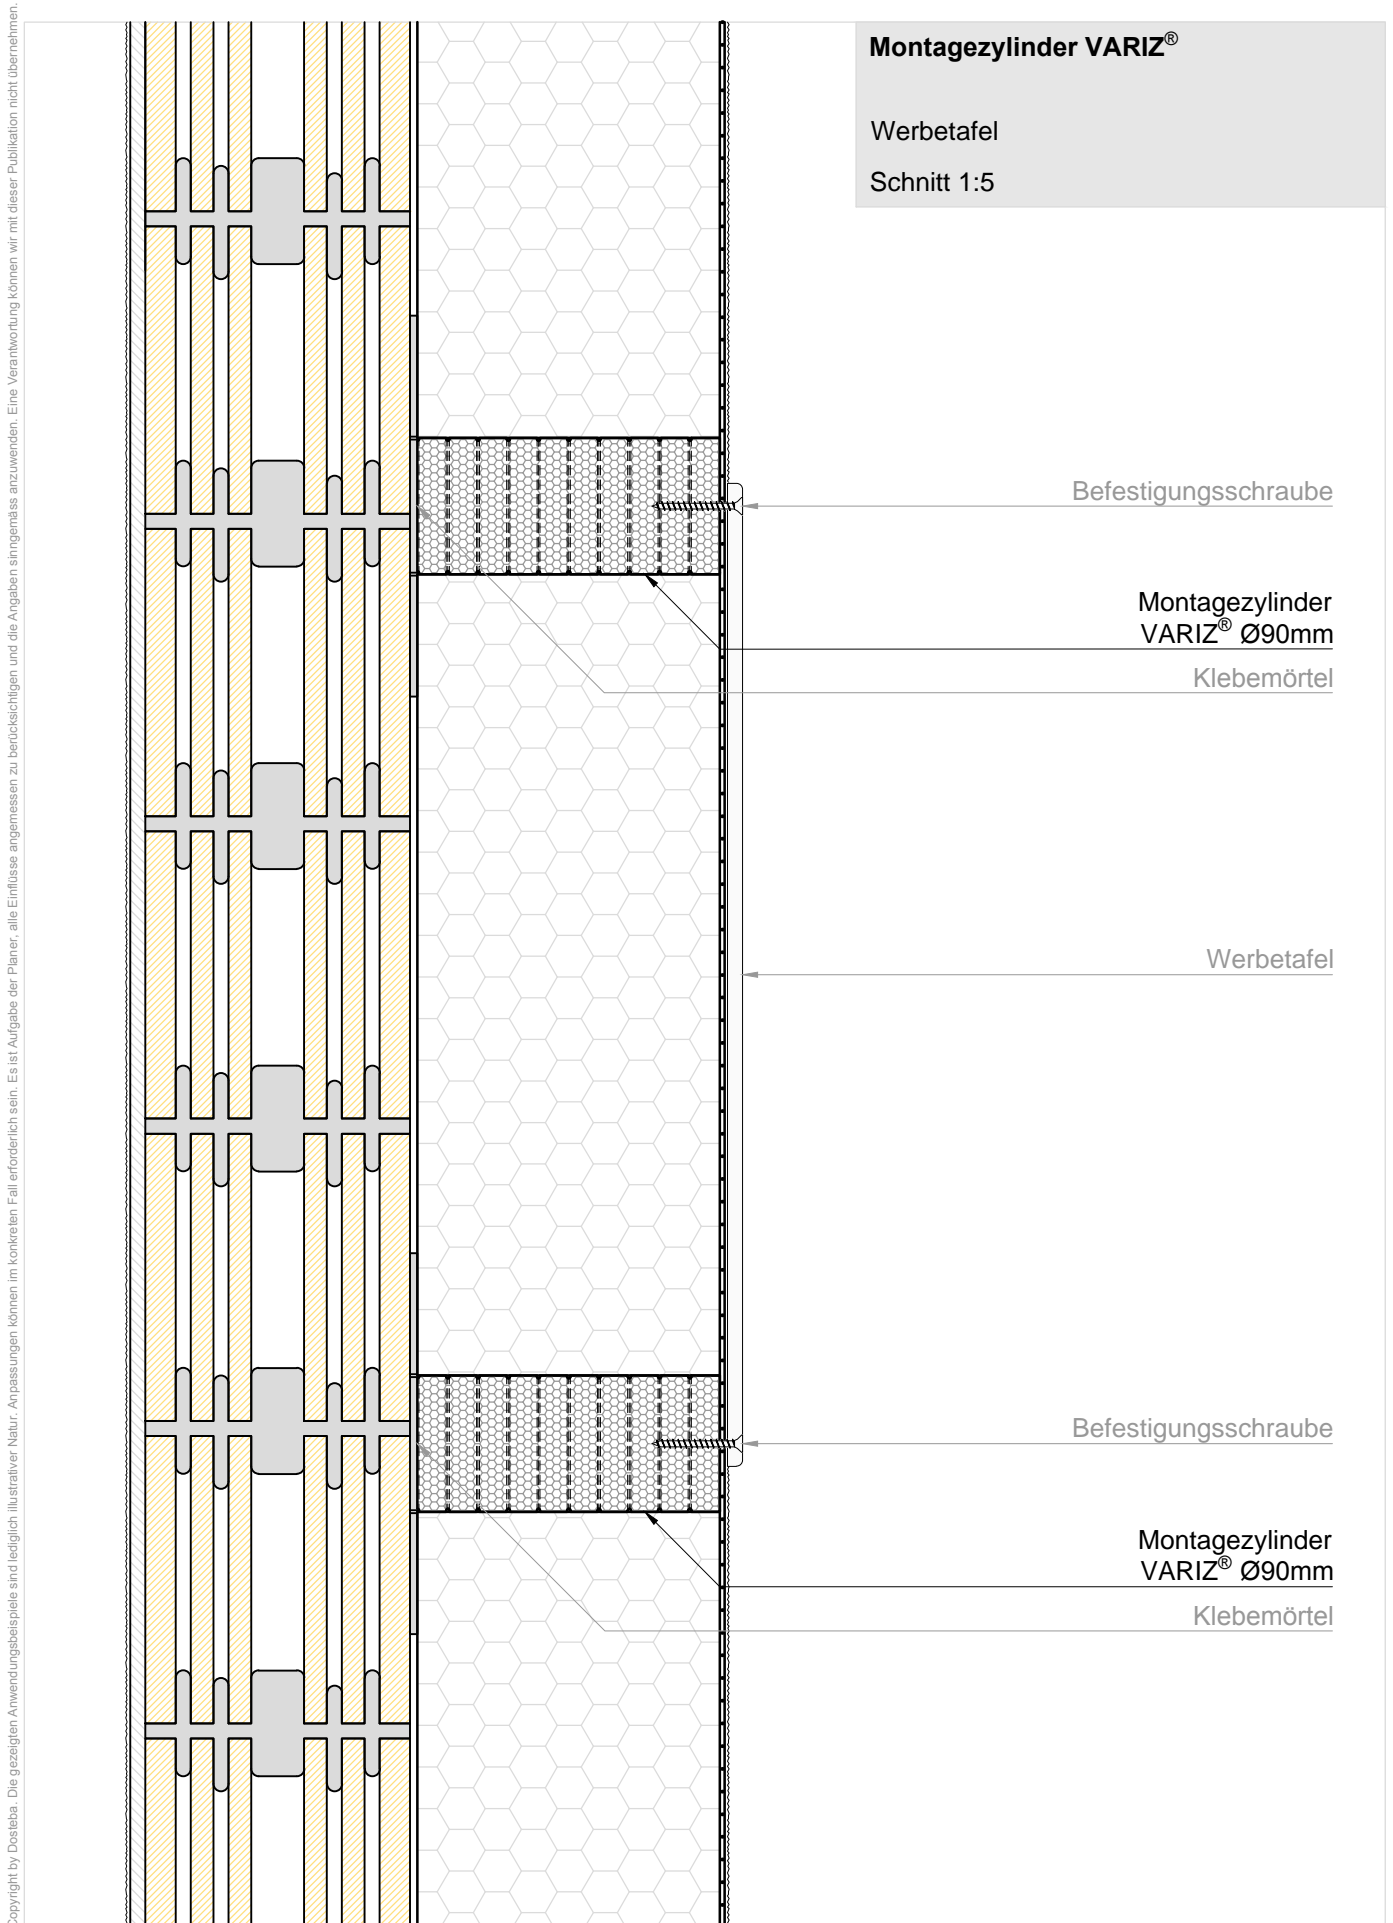 Montagezylinder VARIZ®
Werbetafel
Schnitt 1:5
Befestigungsschraube
Montagezylinder
VARIZ® Ø90mm
Klebemörtel
Werbetafel
Befestigungsschraube
Montagezylinder
VARIZ® Ø90mm
Klebemörtel
Copyright by Dosteba. Die gezeigten Anwendungsbeispiele sind lediglich illustrativer Natur. Anpassungen können im konkreten Fall erforderlich sein. Es ist Aufgabe der Planer, alle Einflüsse angemessen zu berücksichtigen und die Angaben sinngemäss anzuwenden. Eine Verantwortung können wir mit dieser Publikation nicht übernehmen.